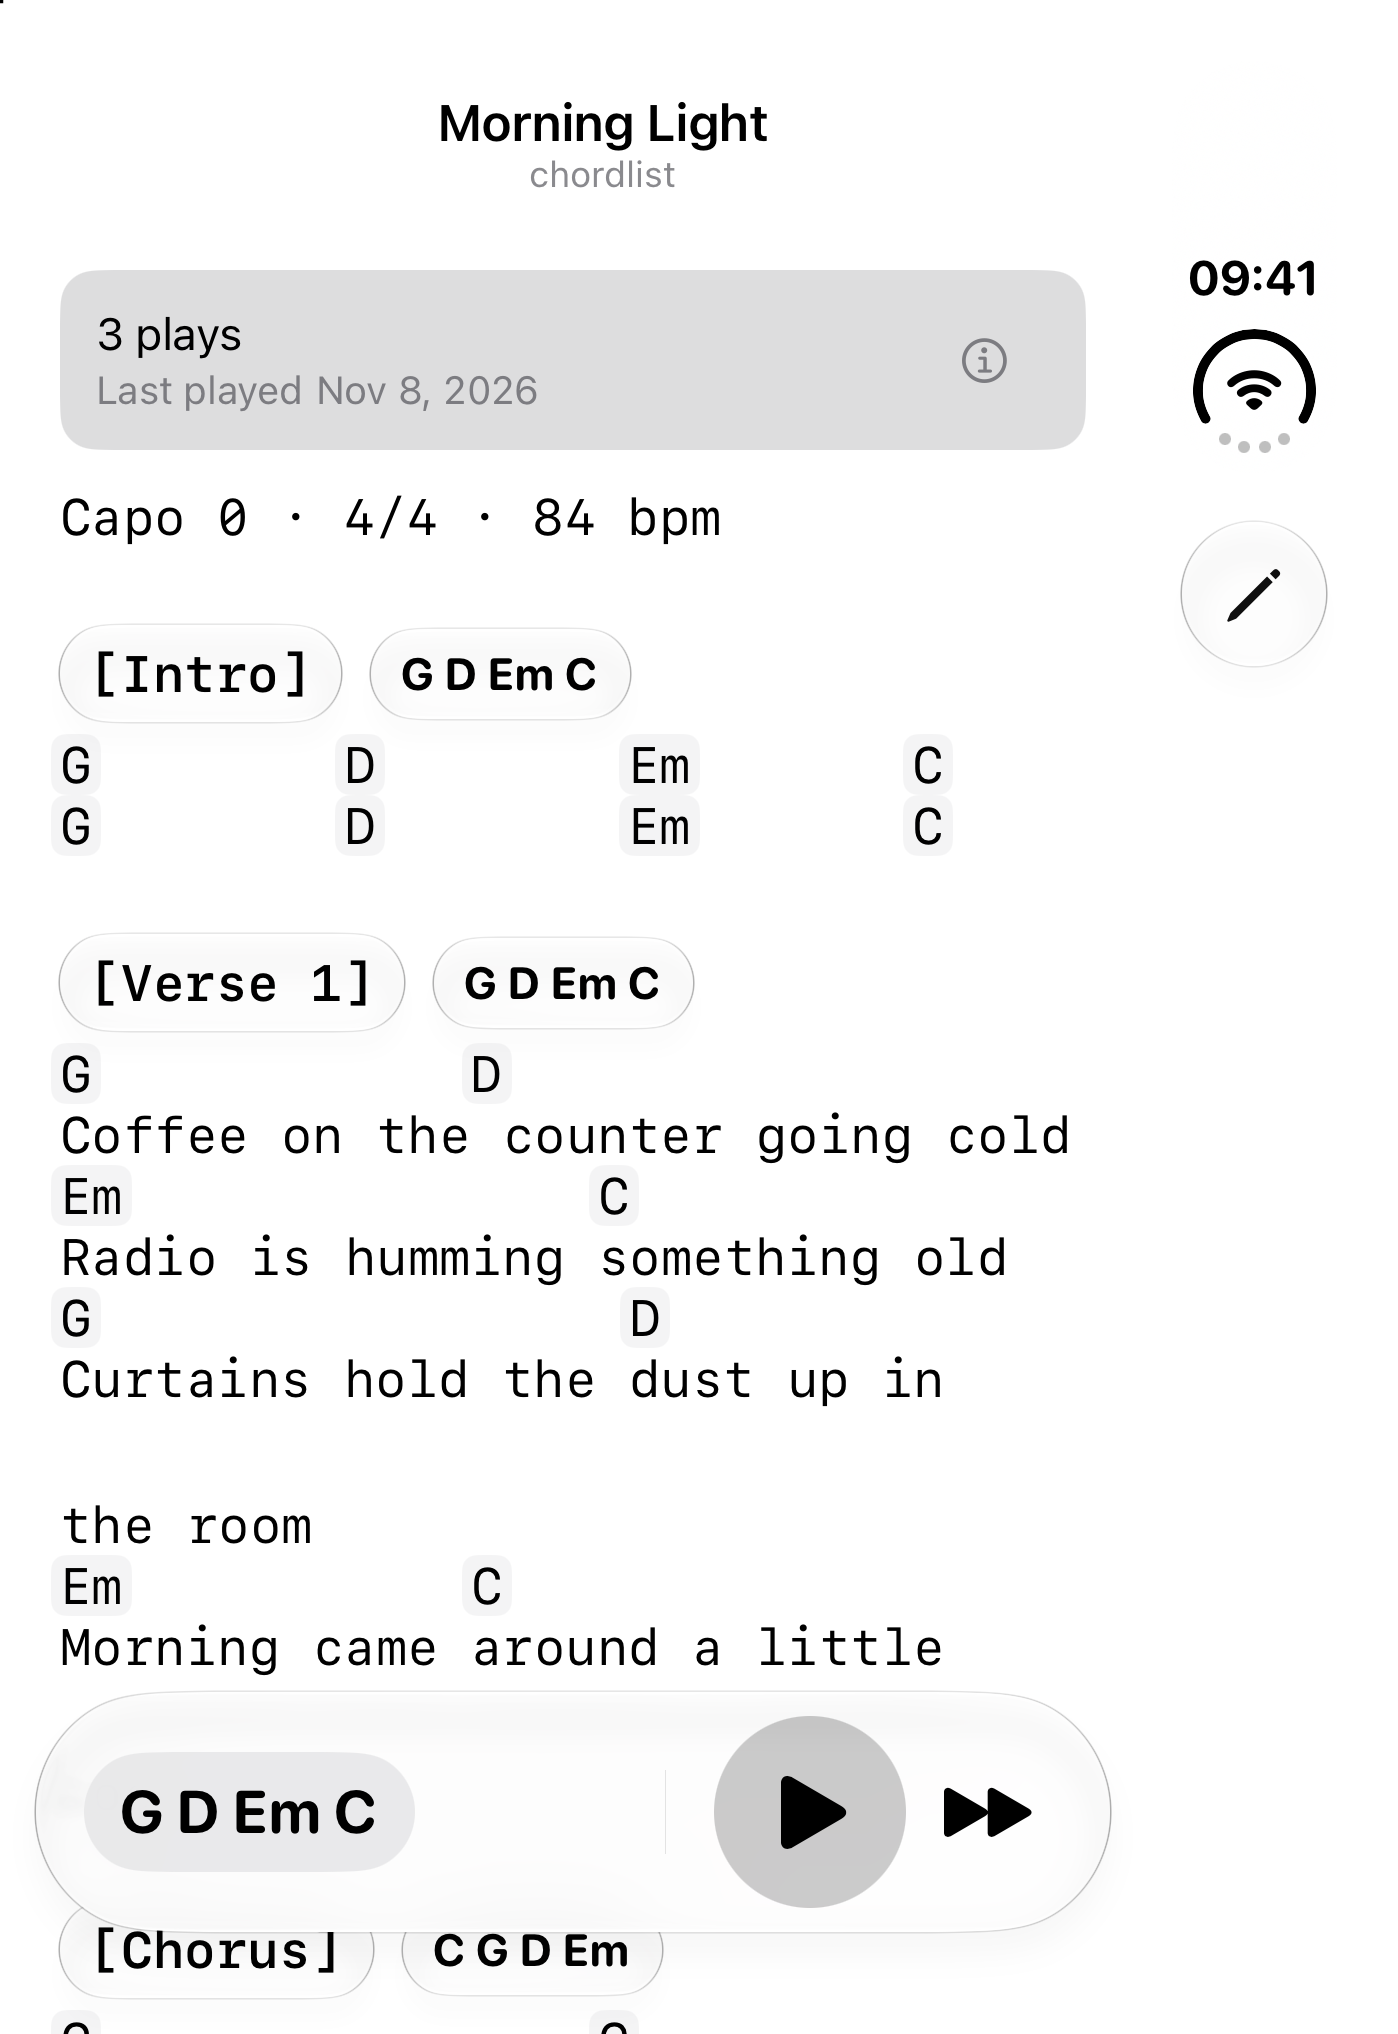 Morning Light
chordlist
09:41
3 plays
Last played Nov 8, 2026
Capo 0 · 4/4 · 84 bpm
[Intro] G D Em C
G D Em C
G D Em C
[Verse 1] G D Em C
G D
Coffee on the counter going cold
Em C
Radio is humming something old
G D
Curtains hold the dust up in
the room
Em C
Morning came around a little
G D Em C
[Chorus] C G D Em